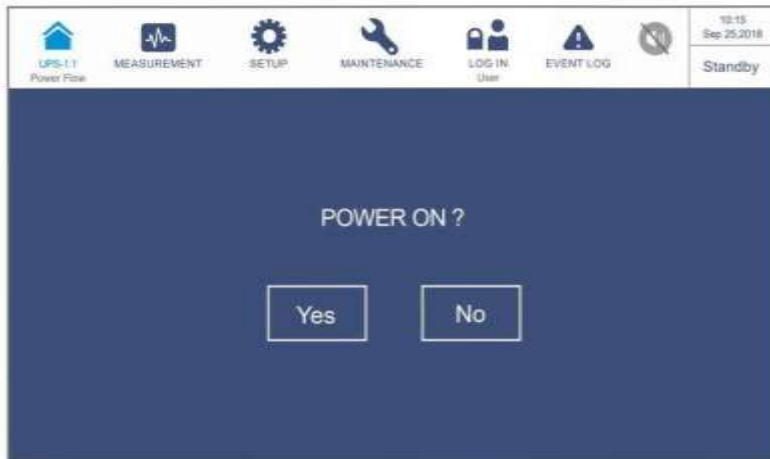 UPS-1.1
Power Flow
MEASUREMENT
SETUP
MAINTENANCE
LOG IN
User
EVENT LOG
10:15
Sep 25,2018
Standby
POWER ON ?
Yes
No